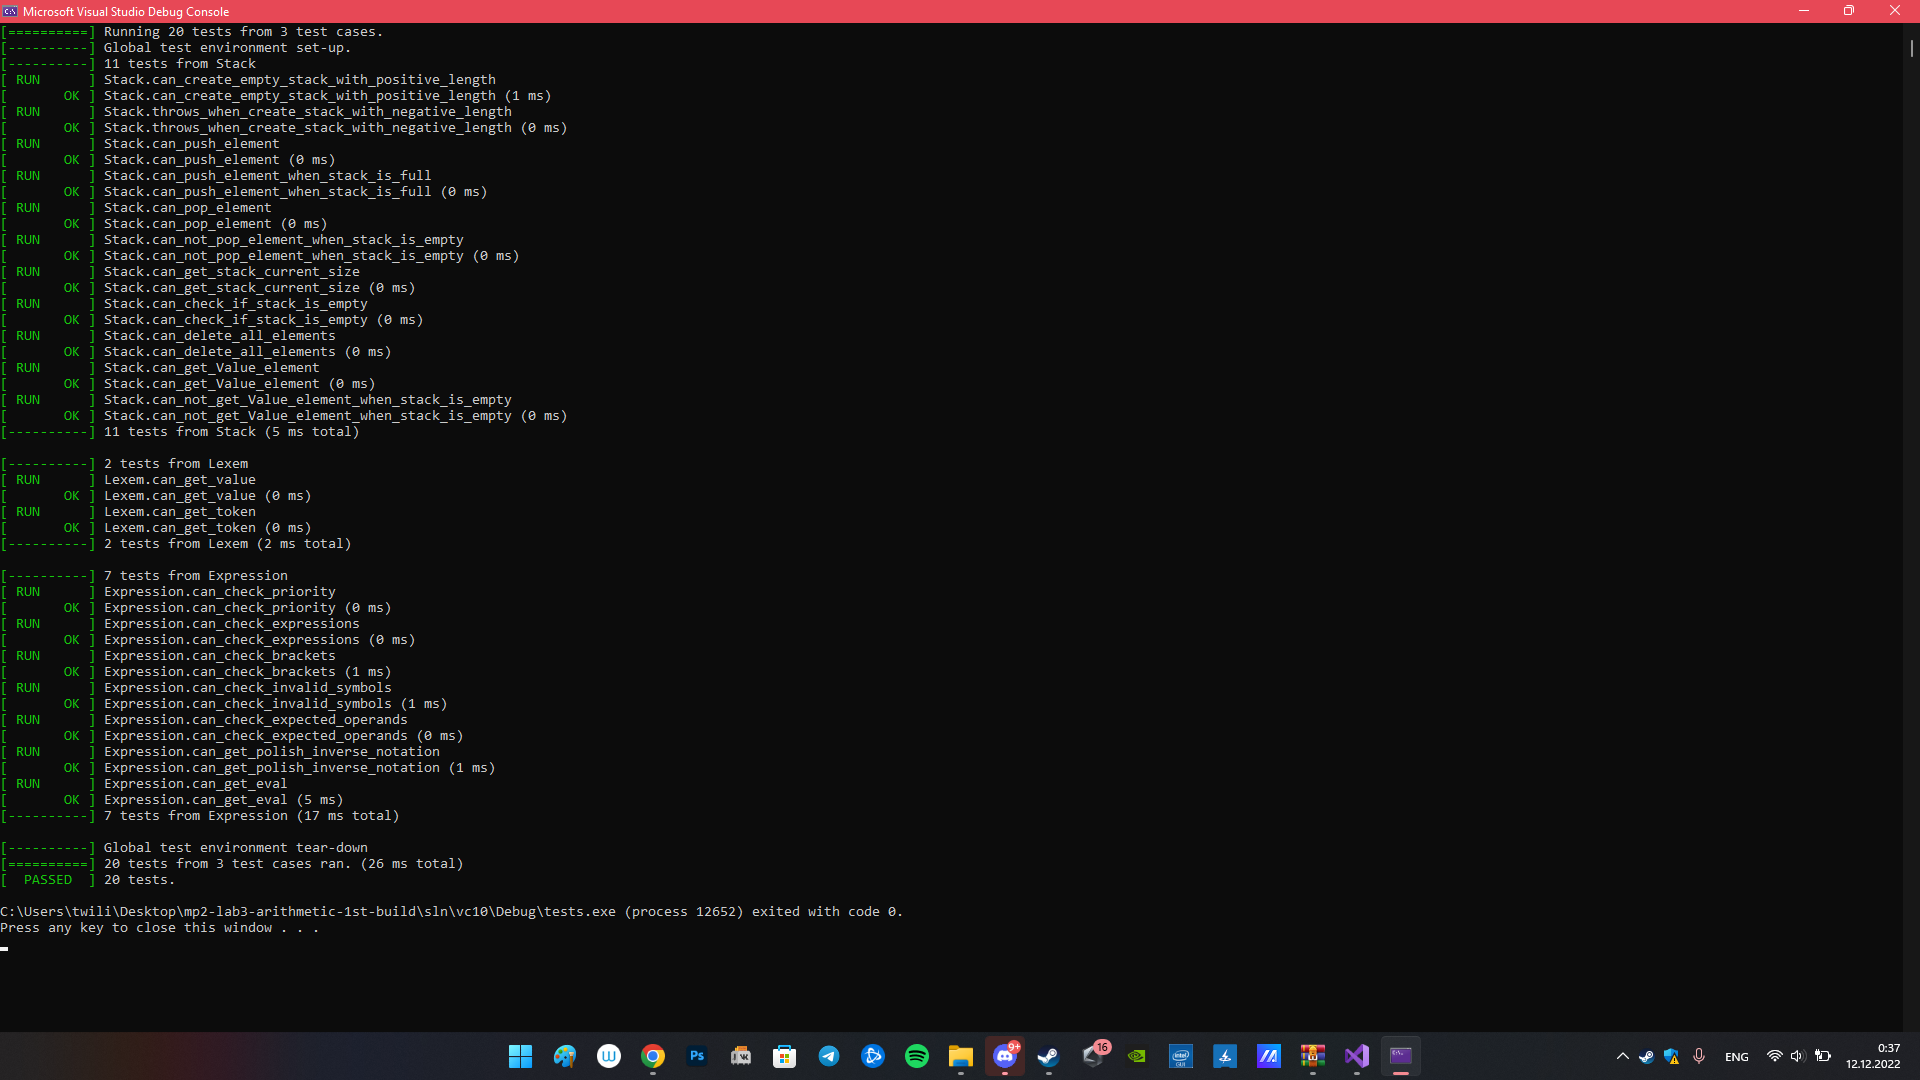 Microsoft Visual Studio Debug Console
[==========] Running 20 tests from 3 test cases.
[----------] Global test environment set-up.
[----------] 11 tests from Stack
[ RUN      ] Stack.can_create_empty_stack_with_positive_length
[       OK ] Stack.can_create_empty_stack_with_positive_length (1 ms)
[ RUN      ] Stack.throws_when_create_stack_with_negative_length
[       OK ] Stack.throws_when_create_stack_with_negative_length (0 ms)
[ RUN      ] Stack.can_push_element
[       OK ] Stack.can_push_element (0 ms)
[ RUN      ] Stack.can_push_element_when_stack_is_full
[       OK ] Stack.can_push_element_when_stack_is_full (0 ms)
[ RUN      ] Stack.can_pop_element
[       OK ] Stack.can_pop_element (0 ms)
[ RUN      ] Stack.can_not_pop_element_when_stack_is_empty
[       OK ] Stack.can_not_pop_element_when_stack_is_empty (0 ms)
[ RUN      ] Stack.can_get_stack_current_size
[       OK ] Stack.can_get_stack_current_size (0 ms)
[ RUN      ] Stack.can_check_if_stack_is_empty
[       OK ] Stack.can_check_if_stack_is_empty (0 ms)
[ RUN      ] Stack.can_delete_all_elements
[       OK ] Stack.can_delete_all_elements (0 ms)
[ RUN      ] Stack.can_get_Value_element
[       OK ] Stack.can_get_Value_element (0 ms)
[ RUN      ] Stack.can_not_get_Value_element_when_stack_is_empty
[       OK ] Stack.can_not_get_Value_element_when_stack_is_empty (0 ms)
[----------] 11 tests from Stack (5 ms total)
[----------] 2 tests from Lexem
[ RUN      ] Lexem.can_get_value
[       OK ] Lexem.can_get_value (0 ms)
[ RUN      ] Lexem.can_get_token
[       OK ] Lexem.can_get_token (0 ms)
[----------] 2 tests from Lexem (2 ms total)
[----------] 7 tests from Expression
[ RUN      ] Expression.can_check_priority
[       OK ] Expression.can_check_priority (0 ms)
[ RUN      ] Expression.can_check_expressions
[       OK ] Expression.can_check_expressions (0 ms)
[ RUN      ] Expression.can_check_brackets
[       OK ] Expression.can_check_brackets (1 ms)
[ RUN      ] Expression.can_check_invalid_symbols
[       OK ] Expression.can_check_invalid_symbols (1 ms)
[ RUN      ] Expression.can_check_expected_operands
[       OK ] Expression.can_check_expected_operands (0 ms)
[ RUN      ] Expression.can_get_polish_inverse_notation
[       OK ] Expression.can_get_polish_inverse_notation (1 ms)
[ RUN      ] Expression.can_get_eval
[       OK ] Expression.can_get_eval (5 ms)
[----------] 7 tests from Expression (17 ms total)
[----------] Global test environment tear-down
[==========] 20 tests from 3 test cases ran. (26 ms total)
[  PASSED  ] 20 tests.
C:\Users\twili\Desktop\mp2-lab3-arithmetic-1st-build\sln\vc10\Debug\tests.exe (process 12652) exited with code 0.
Press any key to close this window . . .
W
Ps
9+
16
ENG
0:37
12.12.2022